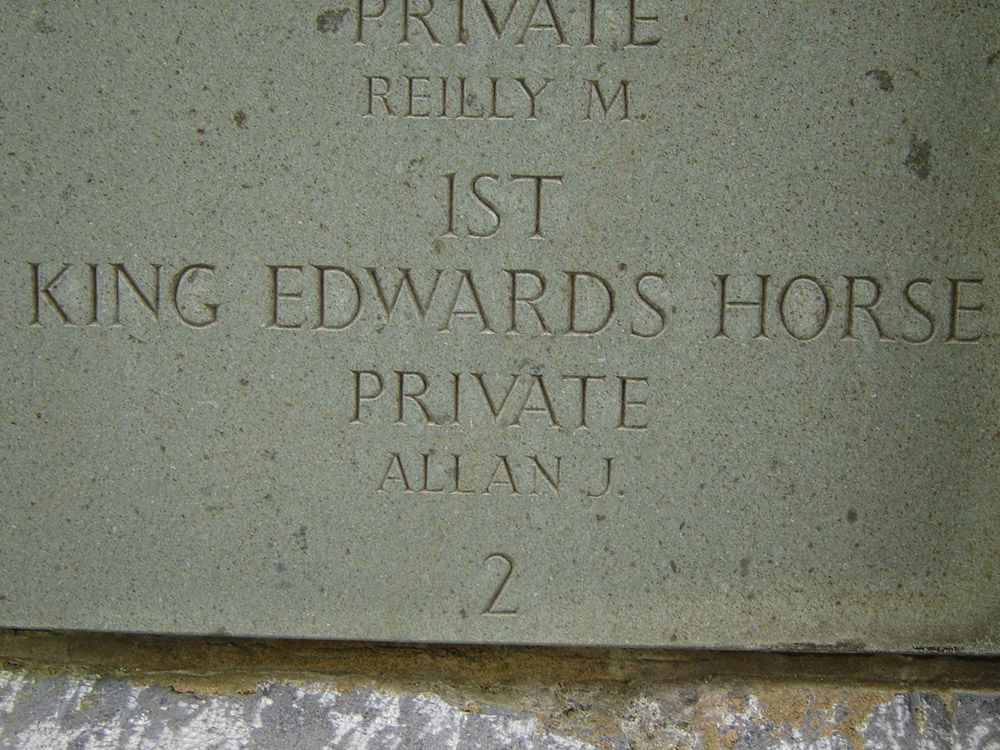 PRIVATE
REILLY M.
1ST
KING EDWARD'S HORSE
PRIVATE
ALLAN J.
2